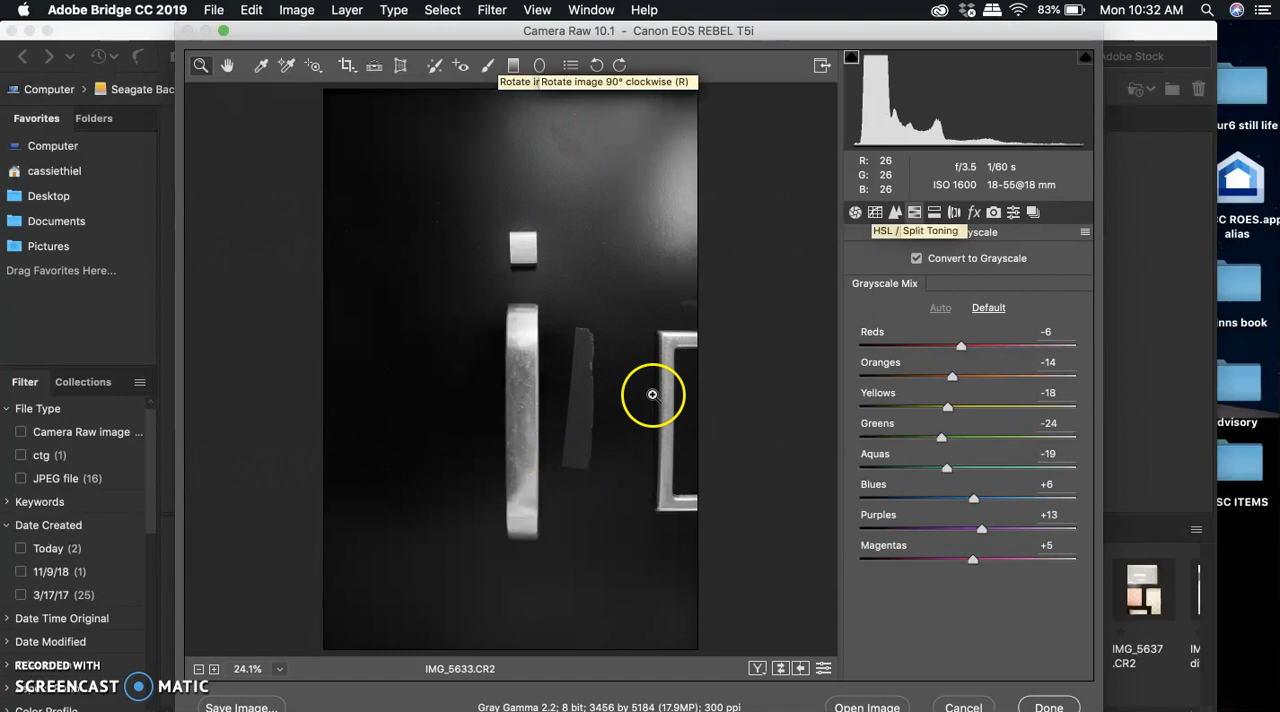 Adobe Bridge CC 2019 File Edit Image Layer Type Select Filter View Window Help 83% Mon 10:32 AM
Camera Raw 10.1 - Canon EOS REBEL T5i
Rotate i Rotate image 90° clockwise (R)
Adobe Stock
Computer Seagate Bac
Favorites Folders
Computer
cassiethiel
Desktop
Documents
Pictures
Drag Favorites Here...
Filter Collections
File Type
Camera Raw image ...
ctg (1)
JPEG file (16)
Keywords
Date Created
Today (2)
11/9/18 (1)
3/17/17 (25)
Date Time Original
Date Modified
RECORDED WITH
SCREENCAST MATIC
Color Profile
24.1% IMG_5633.CR2
Save Image... Gray Gamma 2.2; 8 bit; 3456 by 5184 (17.9MP); 300 ppi Open Image Cancel Done
R: 26
G: 26
B: 26
f/3.5 1/60 s
ISO 1600 18-55@18 mm
HSL / Split Toning yscale
Convert to Grayscale
Grayscale Mix
Auto Default
Reds -6
Oranges -14
Yellows -18
Greens -24
Aquas -19
Blues +6
Purples +13
Magentas +5
ur6 still life
CC ROES.app
alias
nns book
dvisory
SC ITEMS
IMG_5637
.CR2